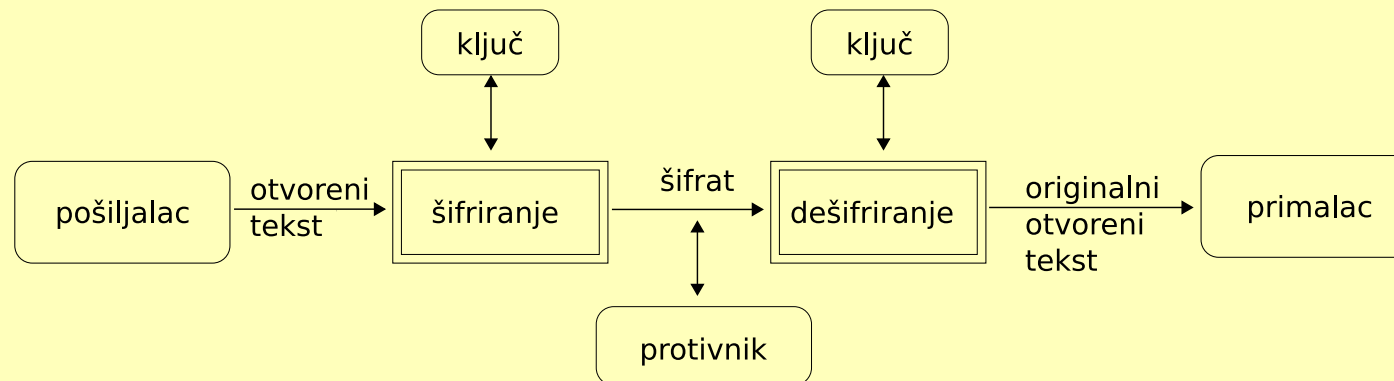 ključ
ključ
pošiljalac
otvoreni
tekst
šifriranje
šifrat
dešifriranje
originalni
otvoreni
tekst
primalac
protivnik